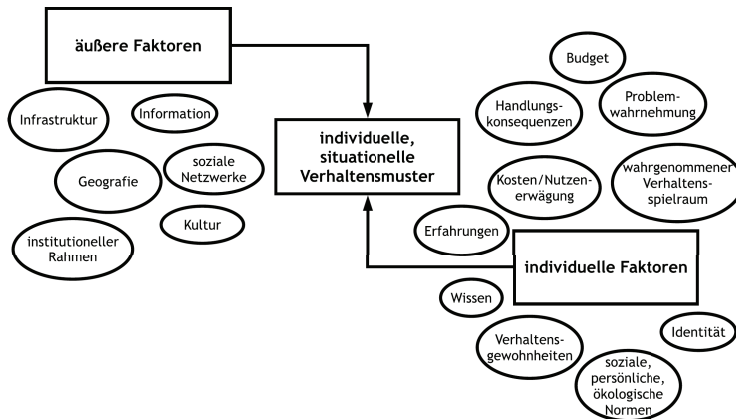 äußere Faktoren
Infrastruktur
Information
Geografie
soziale
Netzwerke
Kultur
institutioneller
Rahmen
individuelle,
situationelle
Verhaltensmuster
Budget
Handlungs-
konsequenzen
Problem-
wahrnehmung
Kosten/Nutzen-
erwägung
wahrgenommener
Verhaltens-
spielraum
Erfahrungen
individuelle Faktoren
Wissen
Verhaltens-
gewohnheiten
Identität
soziale,
persönliche,
ökologische
Normen